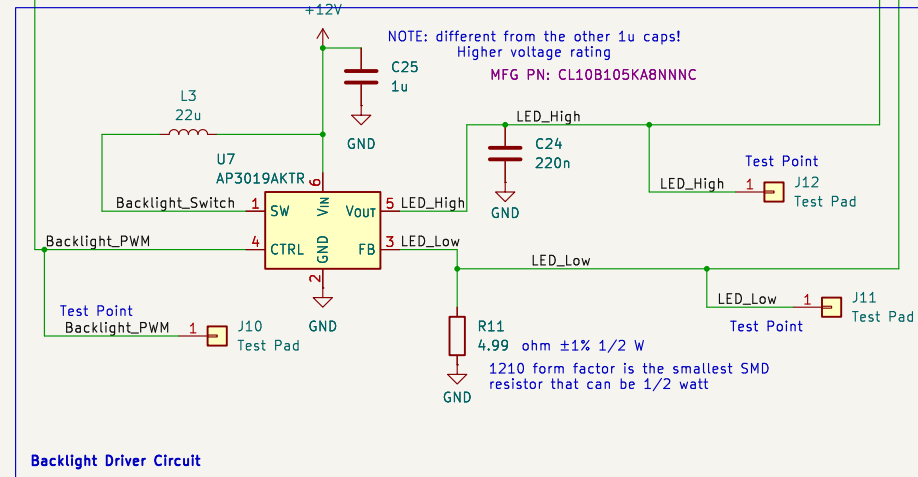 +12V
NOTE: different from the other 1u caps!
Higher voltage rating
MFG PN: CL10B105KA8NNNC
C25
1u
GND
L3
22u
LED_High
C24
220n
GND
Test Point
LED_High
1
J12
Test Pad
U7
AP3019AKTR
6
Backlight_Switch
1
SW
VIN
VOUT
5
LED_High
Backlight_PWM
4
CTRL
GND
FB
3
LED_Low
LED_Low
2
GND
Test Point
Backlight_PWM
1
J10
Test Pad
LED_Low
1
J11
Test Pad
Test Point
R11
4.99 ohm ±1% 1/2 W
1210 form factor is the smallest SMD
resistor that can be 1/2 watt
GND
Backlight Driver Circuit